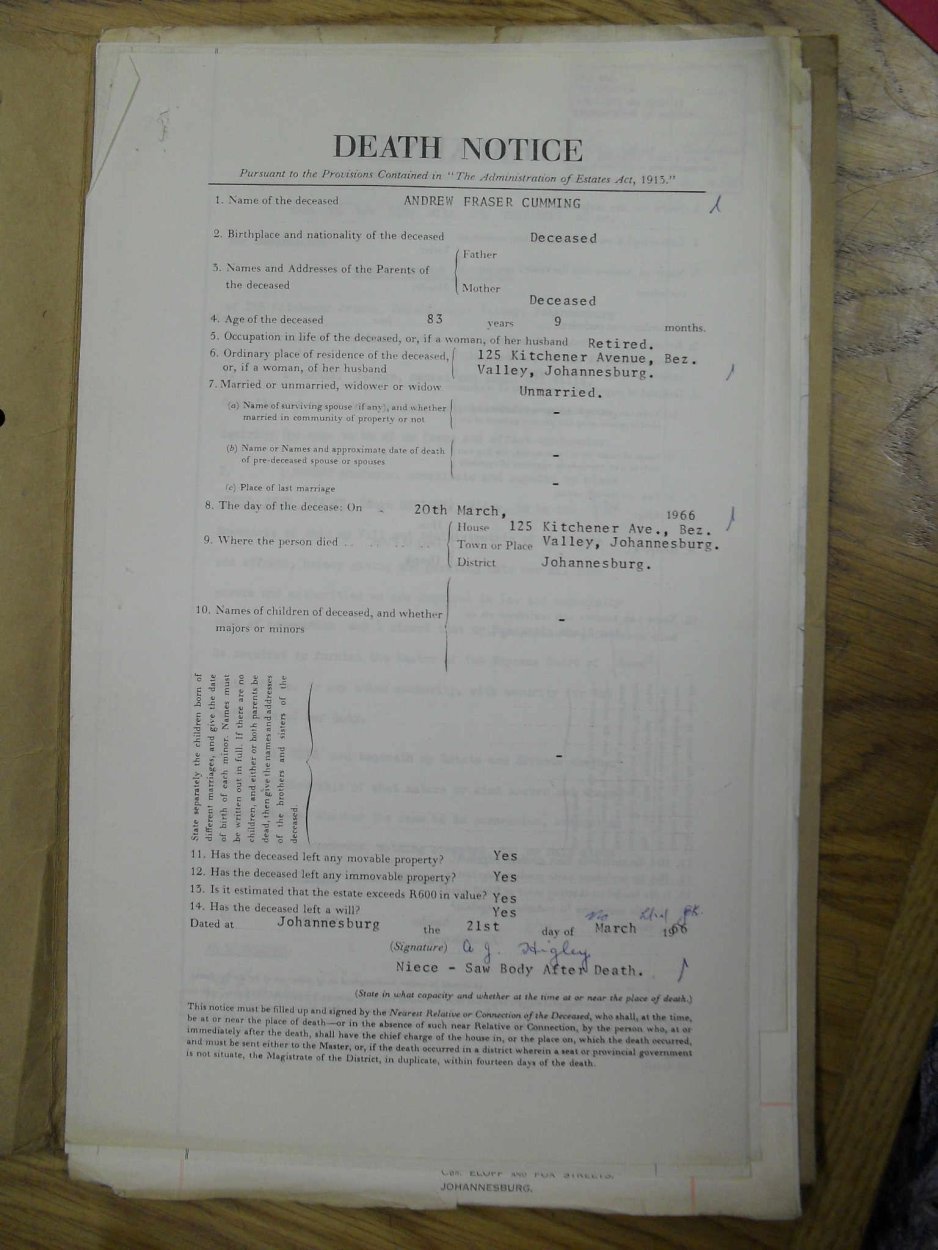 DEATH NOTICE
Pursuant to the Provisions Contained in "The Administration of Estates Act, 1913."
1. Name of the deceased ANDREW FRASER CUMMING
2. Birthplace and nationality of the deceased Deceased
Father
3. Names and Addresses of the Parents of
the deceased
Mother
Deceased
4. Age of the deceased 83 years 9 months.
5. Occupation in life of the deceased, or, if a woman, of her husband Retired.
6. Ordinary place of residence of the deceased, 125 Kitchener Avenue, Bez.
or, if a woman, of her husband Valley, Johannesburg.
7. Married or unmarried, widower or widow Unmarried.
(a) Name of surviving spouse (if any), and whether
married in community of property or not -
(b) Name or Names and approximate date of death
of pre-deceased spouse or spouses -
(c) Place of last marriage -
8. The day of the decease: On - 20th March, 1966
House 125 Kitchener Ave., Bez.
9. Where the person died .. .. .. .. Town or Place Valley, Johannesburg.
District Johannesburg.
10. Names of children of deceased, and whether
majors or minors -
State separately the children born of
different marriages, and give the date
of birth of each minor. Names must
be written out in full. If there are no
children, and either or both parents be
dead, then give the names and addresses
of the brothers and sisters of the
deceased.
-
11. Has the deceased left any movable property? Yes
12. Has the deceased left any immovable property? Yes
13. Is it estimated that the estate exceeds R600 in value? Yes
14. Has the deceased left a will? Yes
Dated at Johannesburg the 21st day of March 1966
(Signature) A J. Higley
Niece - Saw Body After Death.
(State in what capacity and whether at the time at or near the place of death.)
This notice must be filled up and signed by the Nearest Relative or Connection of the Deceased, who shall, at the time,
be at or near the place of death—or in the absence of such near Relative or Connection, by the person who, at or
immediately after the death, shall have the chief charge of the house in, or the place on, which the death occurred,
and must be sent either to the Master, or, if the death occurred in a district wherein a seat or provincial government
is not situate, the Magistrate of the District, in duplicate, within fourteen days of the death.
JOHANNESBURG.